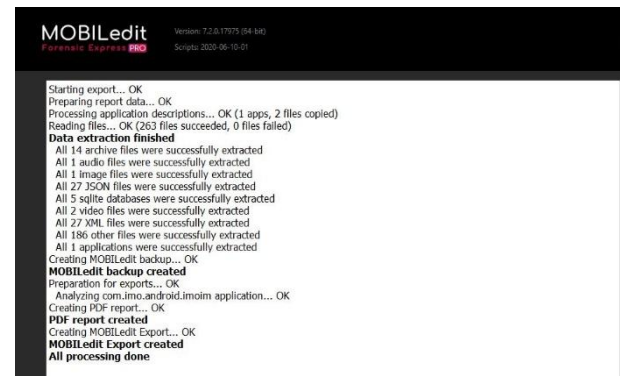 MOBILedit
Forensic Express PRO
Version: 7.2.0.17975 (64-bit)
Scripts: 2020-06-10-01
Starting export... OK
Preparing report data... OK
Processing application descriptions... OK (1 apps, 2 files copied)
Reading files... OK (263 files succeeded, 0 files failed)
Data extraction finished
All 14 archive files were successfully extracted
All 1 audio files were successfully extracted
All 1 image files were successfully extracted
All 27 JSON files were successfully extracted
All 5 sqlite databases were successfully extracted
All 2 video files were successfully extracted
All 27 XML files were successfully extracted
All 186 other files were successfully extracted
All 1 applications were successfully extracted
Creating MOBILedit backup... OK
MOBILedit backup created
Preparation for exports... OK
Analyzing com.imo.android.imoim application... OK
Creating PDF report... OK
PDF report created
Creating MOBILedit Export... OK
MOBILedit Export created
All processing done